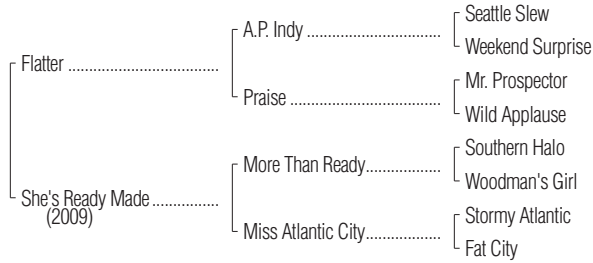 Seattle Slew
A.P. Indy ................................
Weekend Surprise
Flatter ....................................
Mr. Prospector
Praise ....................................
Wild Applause
Southern Halo
More Than Ready..................
Woodman's Girl
She's Ready Made ................
(2009)
Stormy Atlantic
Miss Atlantic City..................
Fat City